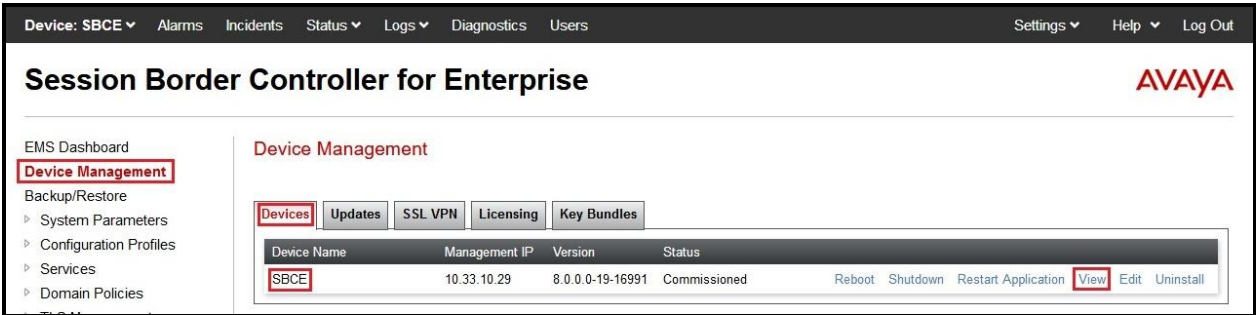 Device: SBCE Alarms Incidents Status Logs Diagnostics Users Settings Help Log Out
Session Border Controller for Enterprise
AVAYA
EMS Dashboard
Device Management
Backup/Restore
System Parameters
Configuration Profiles
Services
Domain Policies
Device Management
Devices Updates SSL VPN Licensing Key Bundles
Device Name Management IP Version Status
SBCE 10.33.10.29 8.0.0.0-19-16991 Commissioned Reboot Shutdown Restart Application View Edit Uninstall